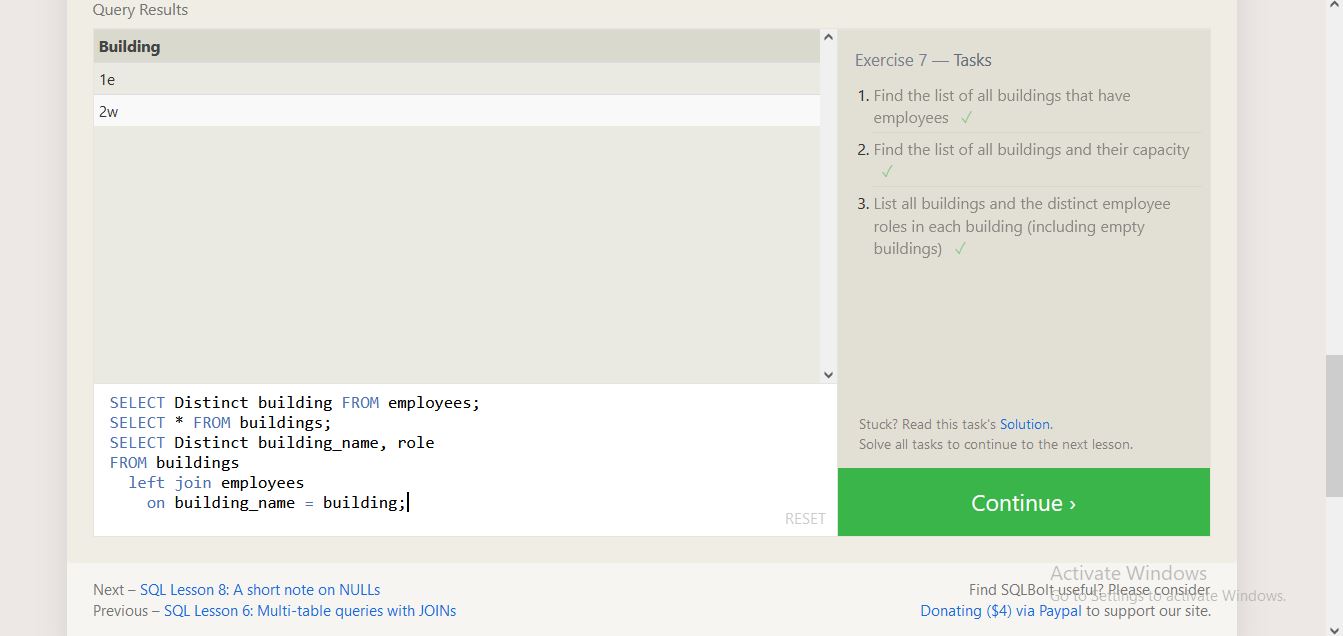 Query Results
Building
1e
2w
Exercise 7 — Tasks
1. Find the list of all buildings that have
employees ✓
2. Find the list of all buildings and their capacity
✓
3. List all buildings and the distinct employee
roles in each building (including empty
buildings) ✓
Stuck? Read this task's Solution.
Solve all tasks to continue to the next lesson.
Continue ›
SELECT Distinct building FROM employees;
SELECT * FROM buildings;
SELECT Distinct building_name, role
FROM buildings
left join employees
on building_name = building;
RESET
Next – SQL Lesson 8: A short note on NULLs
Previous – SQL Lesson 6: Multi-table queries with JOINs
Find SQLBolt useful? Please consider
Donating ($4) via Paypal to support our site.
Activate Windows
Go to Settings to activate Windows.